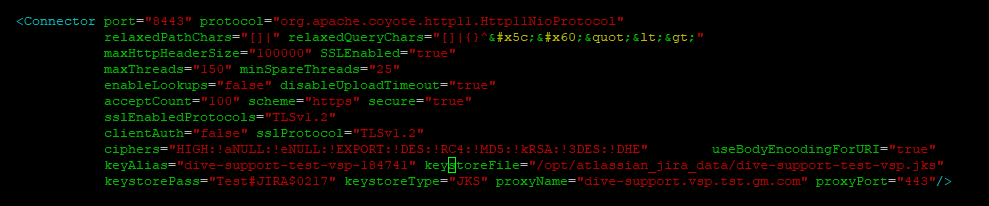 <Connector port="8443" protocol="org.apache.coyote.http11.Http11NioProtocol"
relaxedPathChars="[]|" relaxedQueryChars="[]|{}^&#x5c;&#x60;&quot;&lt;&gt;"
maxHttpHeaderSize="100000" SSLEnabled="true"
maxThreads="150" minSpareThreads="25"
enableLookups="false" disableUploadTimeout="true"
acceptCount="100" scheme="https" secure="true"
sslEnabledProtocols="TLSv1.2"
clientAuth="false" sslProtocol="TLSv1.2"
ciphers="HIGH:!aNULL:!eNULL:!EXPORT:!DES:!RC4:!MD5:!kRSA:!3DES:!DHE" useBodyEncodingForURI="true"
keyAlias="dive-support-test-vsp-184741" keystoreFile="/opt/atlassian_jira_data/dive-support-test-vsp.jks"
keystorePass="Test#JIRA$0217" keystoreType="JKS" proxyName="dive-support.vsp.tst.gm.com" proxyPort="443"/>